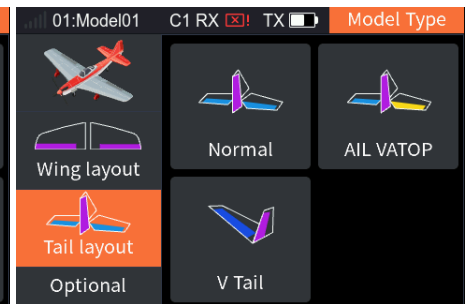 01:Model01 C1 RX ! TX Model Type
Wing layout
Tail layout
Optional
Normal
AIL VATOP
V Tail